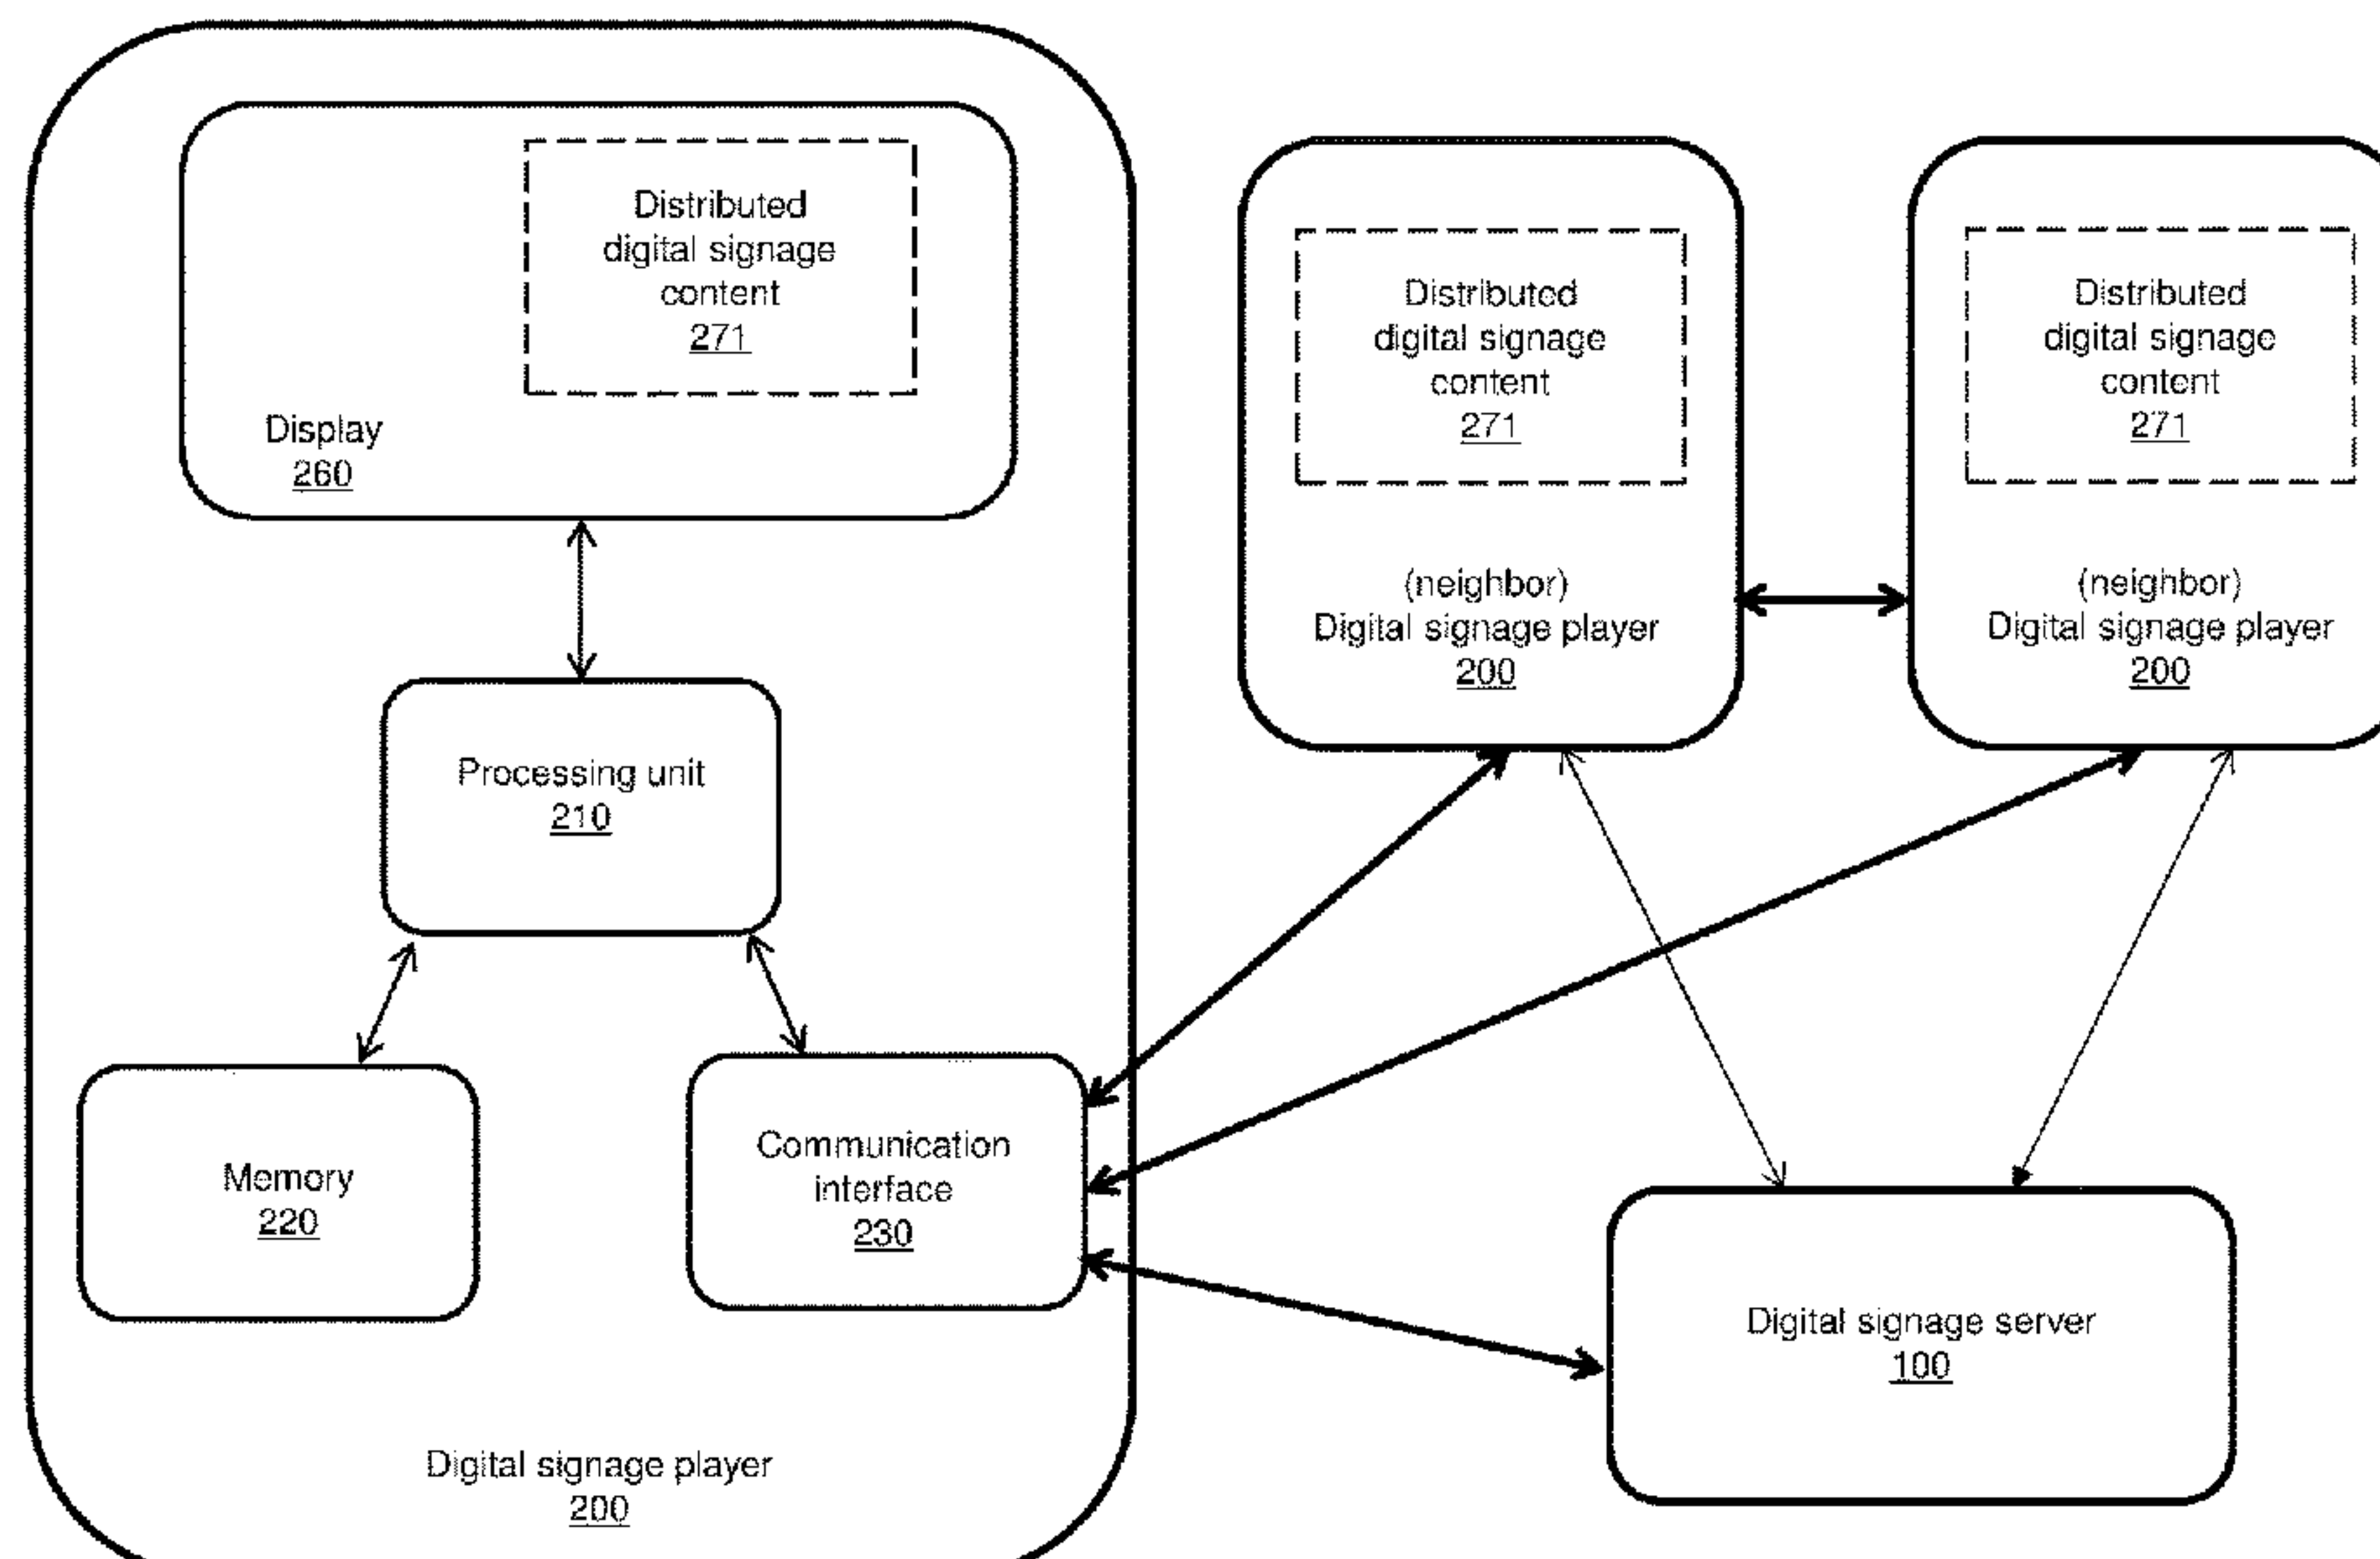 Distributed
digital signage
content
271
Display
260
Processing unit
210
Memory
220
Communication
interface
230
Digital signage player
200
Distributed
digital signage
content
271
(neighbor)
Digital signage player
200
Distributed
digital signage
content
271
(neighbor)
Digital signage player
200
Digital signage server
100